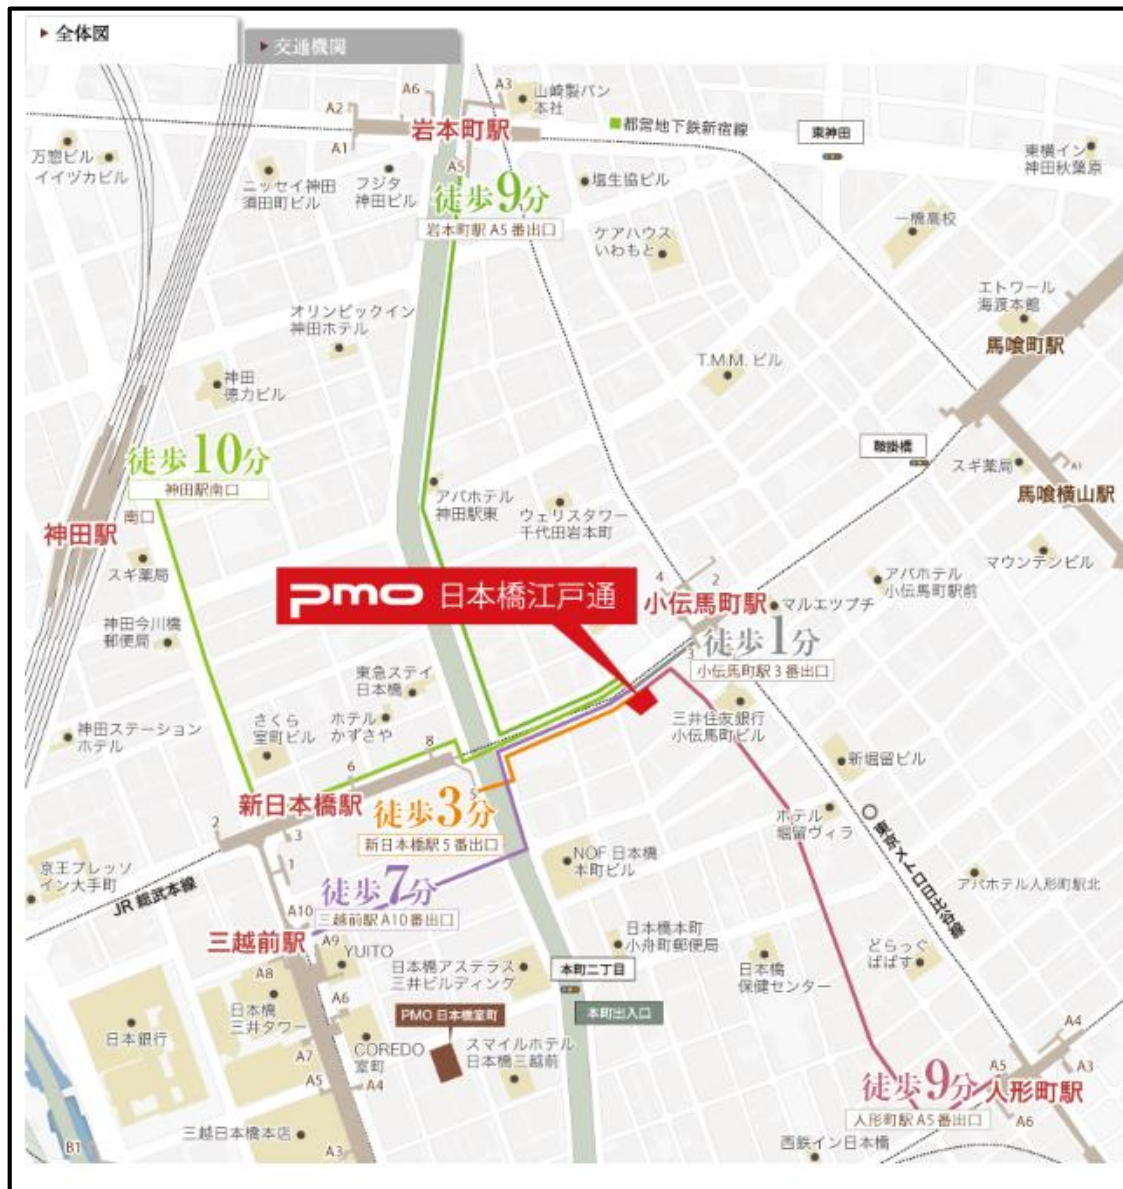 全体図
交通機関
A6
A3
山崎製パン
本社
A2
岩本町駅
都営地下鉄新宿線
東神田
A1
万惣ビル
イイヅカビル
ニッセイ神田
須田町ビル
フジタ
神田ビル
A5
塩生協ビル
東横イン
神田秋葉原
徒歩9分
岩本町駅 A5 番出口
ケアハウス
いわもと
一橋高校
エトワール
海渡本館
オリンピックイン
神田ホテル
馬喰町駅
T.M.M. ビル
神田
徳力ビル
徒歩10分
神田駅南口
鞍掛橋
スギ薬局
A1
馬喰横山駅
アパホテル
神田駅東
ウェリスタワー
千代田岩本町
南口
神田駅
スギ薬局
マウンテンビル
PMO 日本橋江戸通
4
2
小伝馬町駅
マルエツプチ
アパホテル
小伝馬町駅前
神田今川橋
郵便局
3
徒歩1分
小伝馬町駅 3 番出口
東急ステイ
日本橋
三井住友銀行
小伝馬町ビル
神田ステーション
ホテル
さくら
室町ビル
ホテル
かずさや
8
新堀留ビル
6
新日本橋駅
5
徒歩3分
新日本橋駅 5 番出口
ホテル
堀留ヴィラ
2
3
1
京王プレッソ
イン大手町
JR 総武本線
NOF 日本橋
本町ビル
東京メトロ日比谷線
アパホテル人形町駅北
徒歩7分
三越前駅 A10 番出口
A10
三越前駅
A9
YUITO
日本橋本町
小舟町郵便局
どらっぐ
ぱぱす
A8
日本橋アステラス
三井ビルディング
本町二丁目
日本橋
保健センター
A6
日本橋
三井タワー
PMO 日本橋室町
本町出入口
日本銀行
A7
COREDO
室町
スマイルホテル
日本橋三越前
A4
A5
A4
A5
A3
徒歩9分
人形町駅
人形町駅 A5 番出口
A6
三越日本橋本店
西鉄イン日本橋
B1
A3